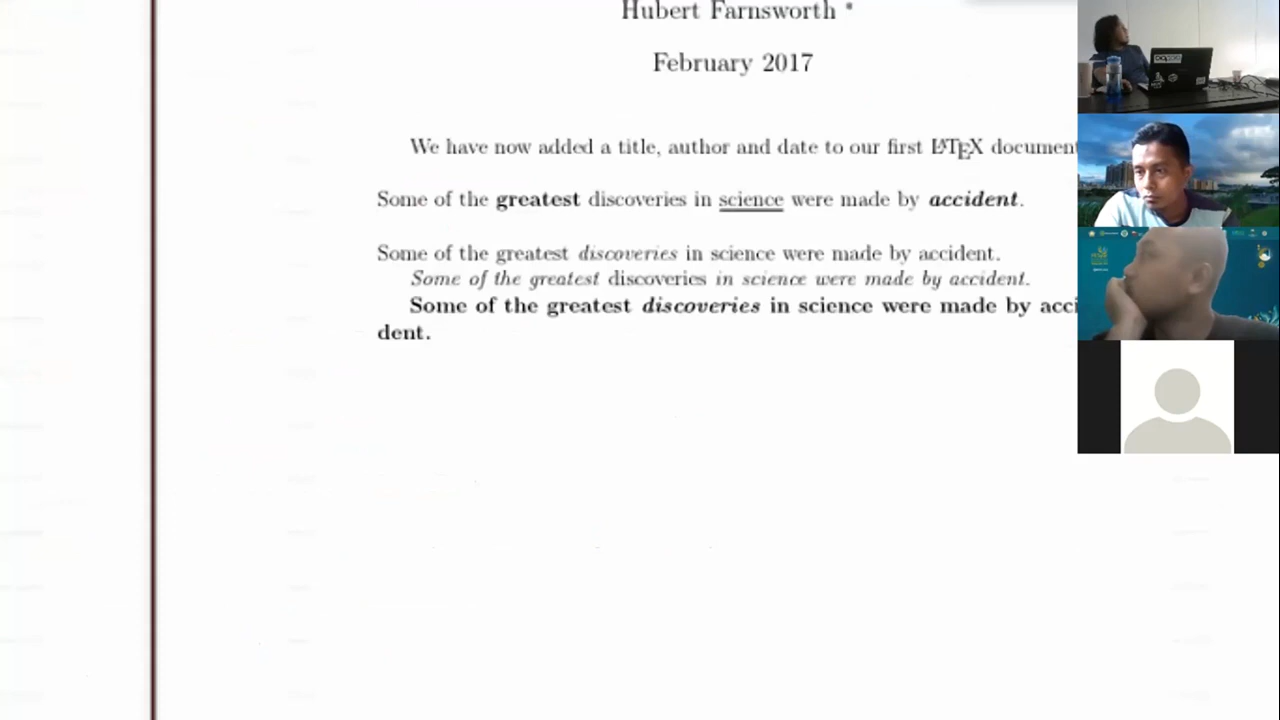 Hubert Farnsworth *
February 2017
We have now added a title, author and date to our first LATEX document
Some of the greatest discoveries in science were made by accident.
Some of the greatest discoveries in science were made by accident.
Some of the greatest discoveries in science were made by accident.
Some of the greatest discoveries in science were made by acci
dent.